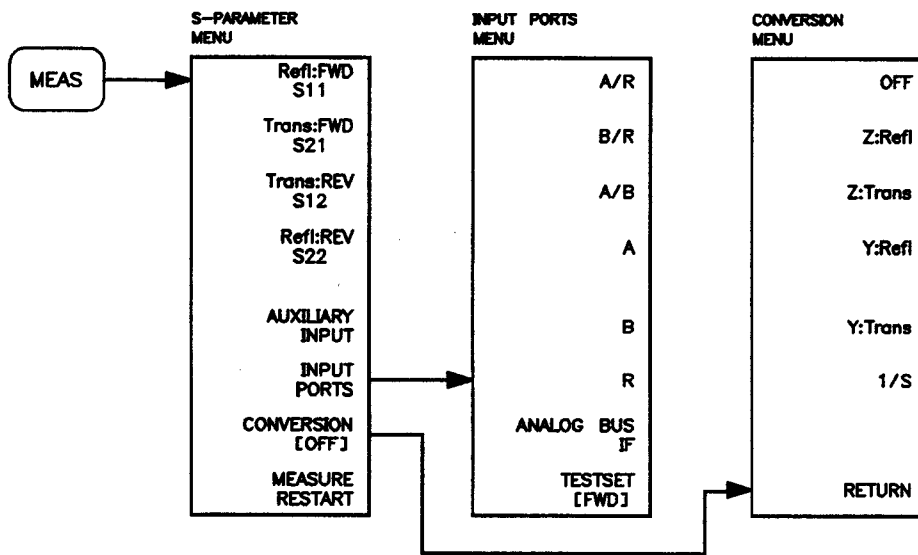 S-PARAMETER
MENU
INPUT PORTS
MENU
CONVERSION
MENU
MEAS
Refl:FWD
S11
Trans:FWD
S21
Trans:REV
S12
Refl:REV
S22
AUXILIARY
INPUT
INPUT
PORTS
CONVERSION
[OFF]
MEASURE
RESTART
A/R
B/R
A/B
A
B
R
ANALOG BUS
IF
TESTSET
[FWD]
OFF
Z:Refl
Z:Trans
Y:Refl
Y:Trans
1/S
RETURN